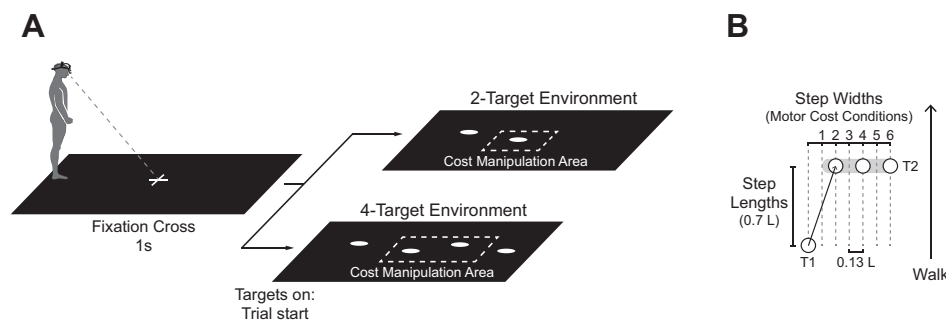 A
2-Target Environment
Cost Manipulation Area
Fixation Cross
1s
4-Target Environment
Cost Manipulation Area
Targets on:
Trial start
B
Step Widths
(Motor Cost Conditions)
1 2 3 4 5 6
T2
Step
Lengths
(0.7 L)
T1
0.13 L
Walk